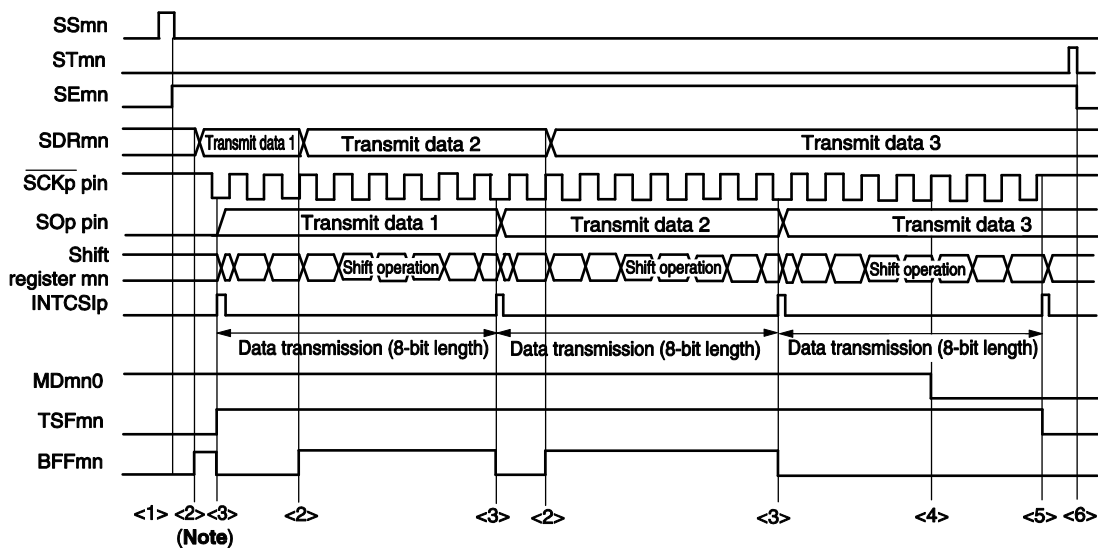 SSmn
STmn
SEmn
SDRmn Transmit data 1 Transmit data 2 Transmit data 3
SCKp pin
SOp pin Transmit data 1 Transmit data 2 Transmit data 3
Shift
register mn Shift operation Shift operation Shift operation
INTCSIp
Data transmission (8-bit length) Data transmission (8-bit length) Data transmission (8-bit length)
MDmn0
TSFmn
BFFmn
<1> <2> <3> <2> <3> <2> <3> <4> <5> <6>
(Note)